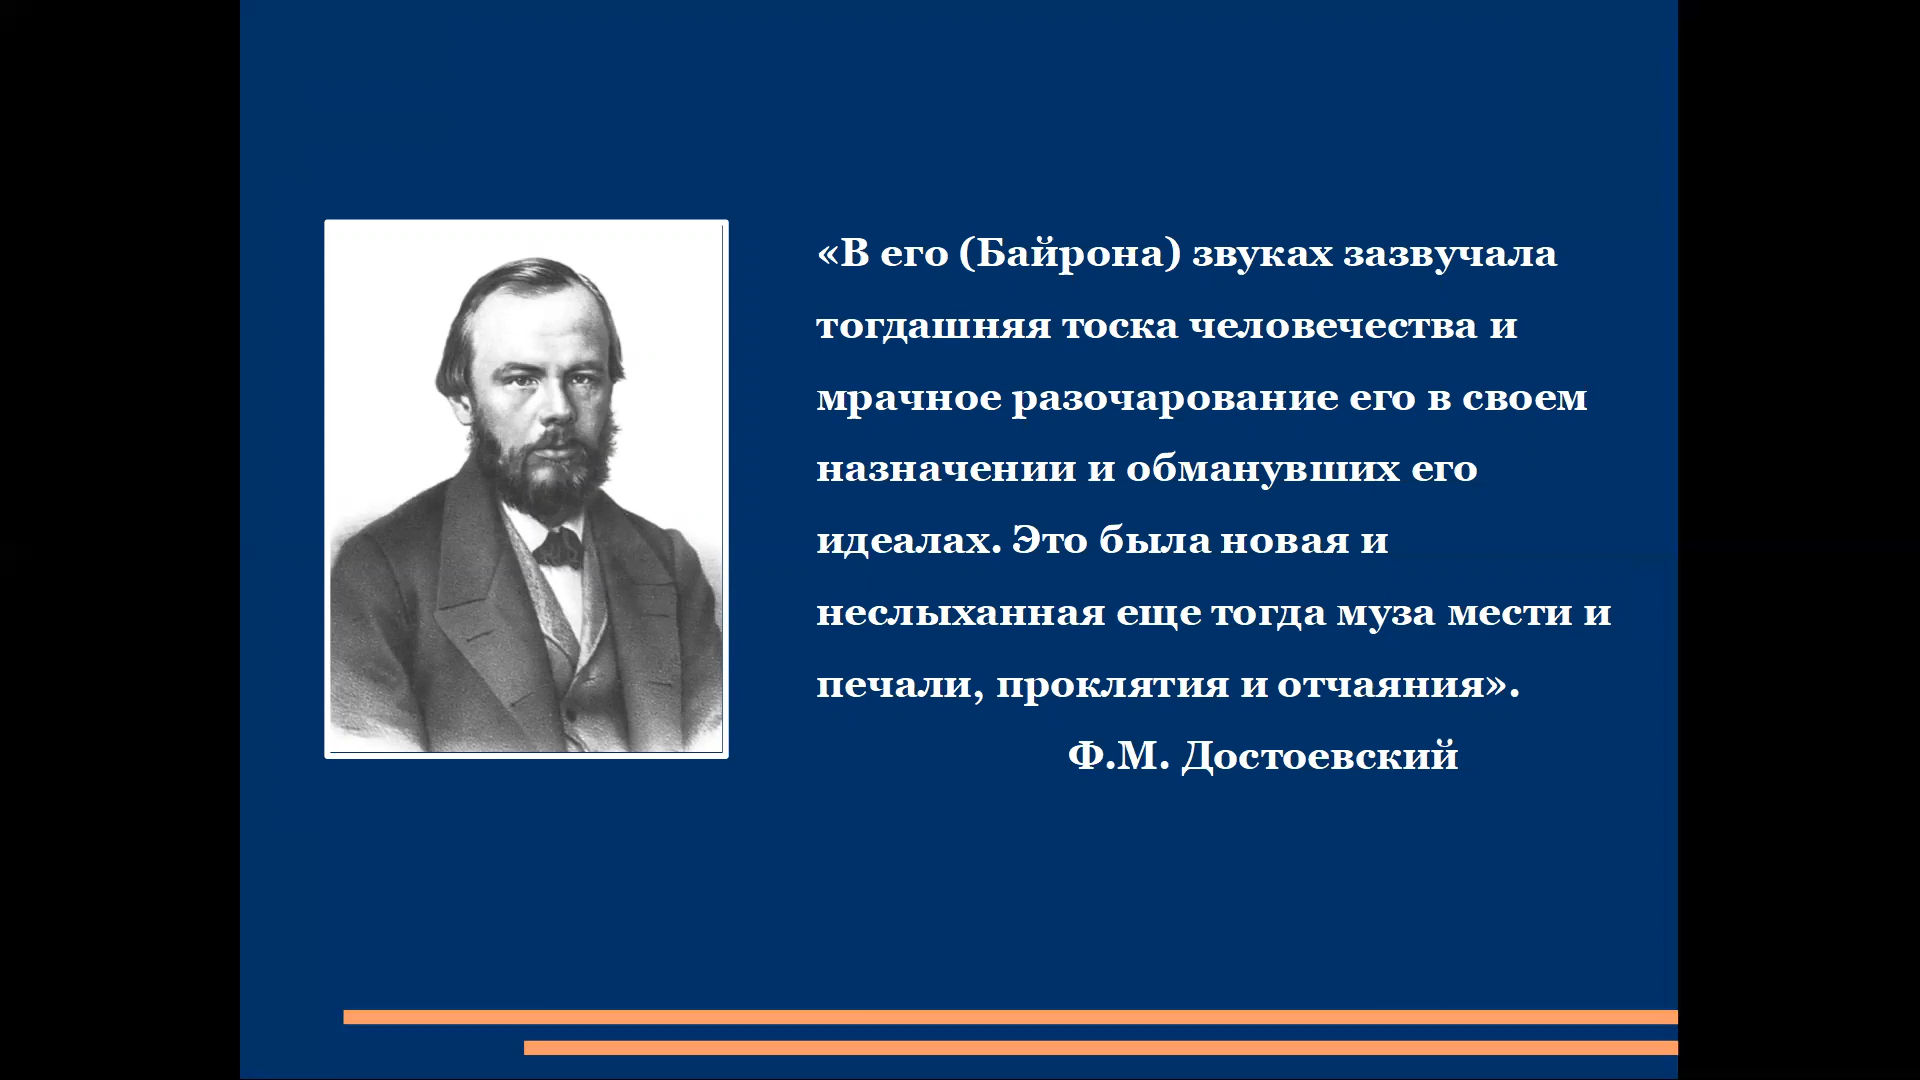 «В его (Байрона) звуках зазвучала
тогдашняя тоска человечества и
мрачное разочарование его в своем
назначении и обманувших его
идеалах. Это была новая и
неслыханная еще тогда муза мести и
печали, проклятия и отчаяния».
Ф.М. Достоевский